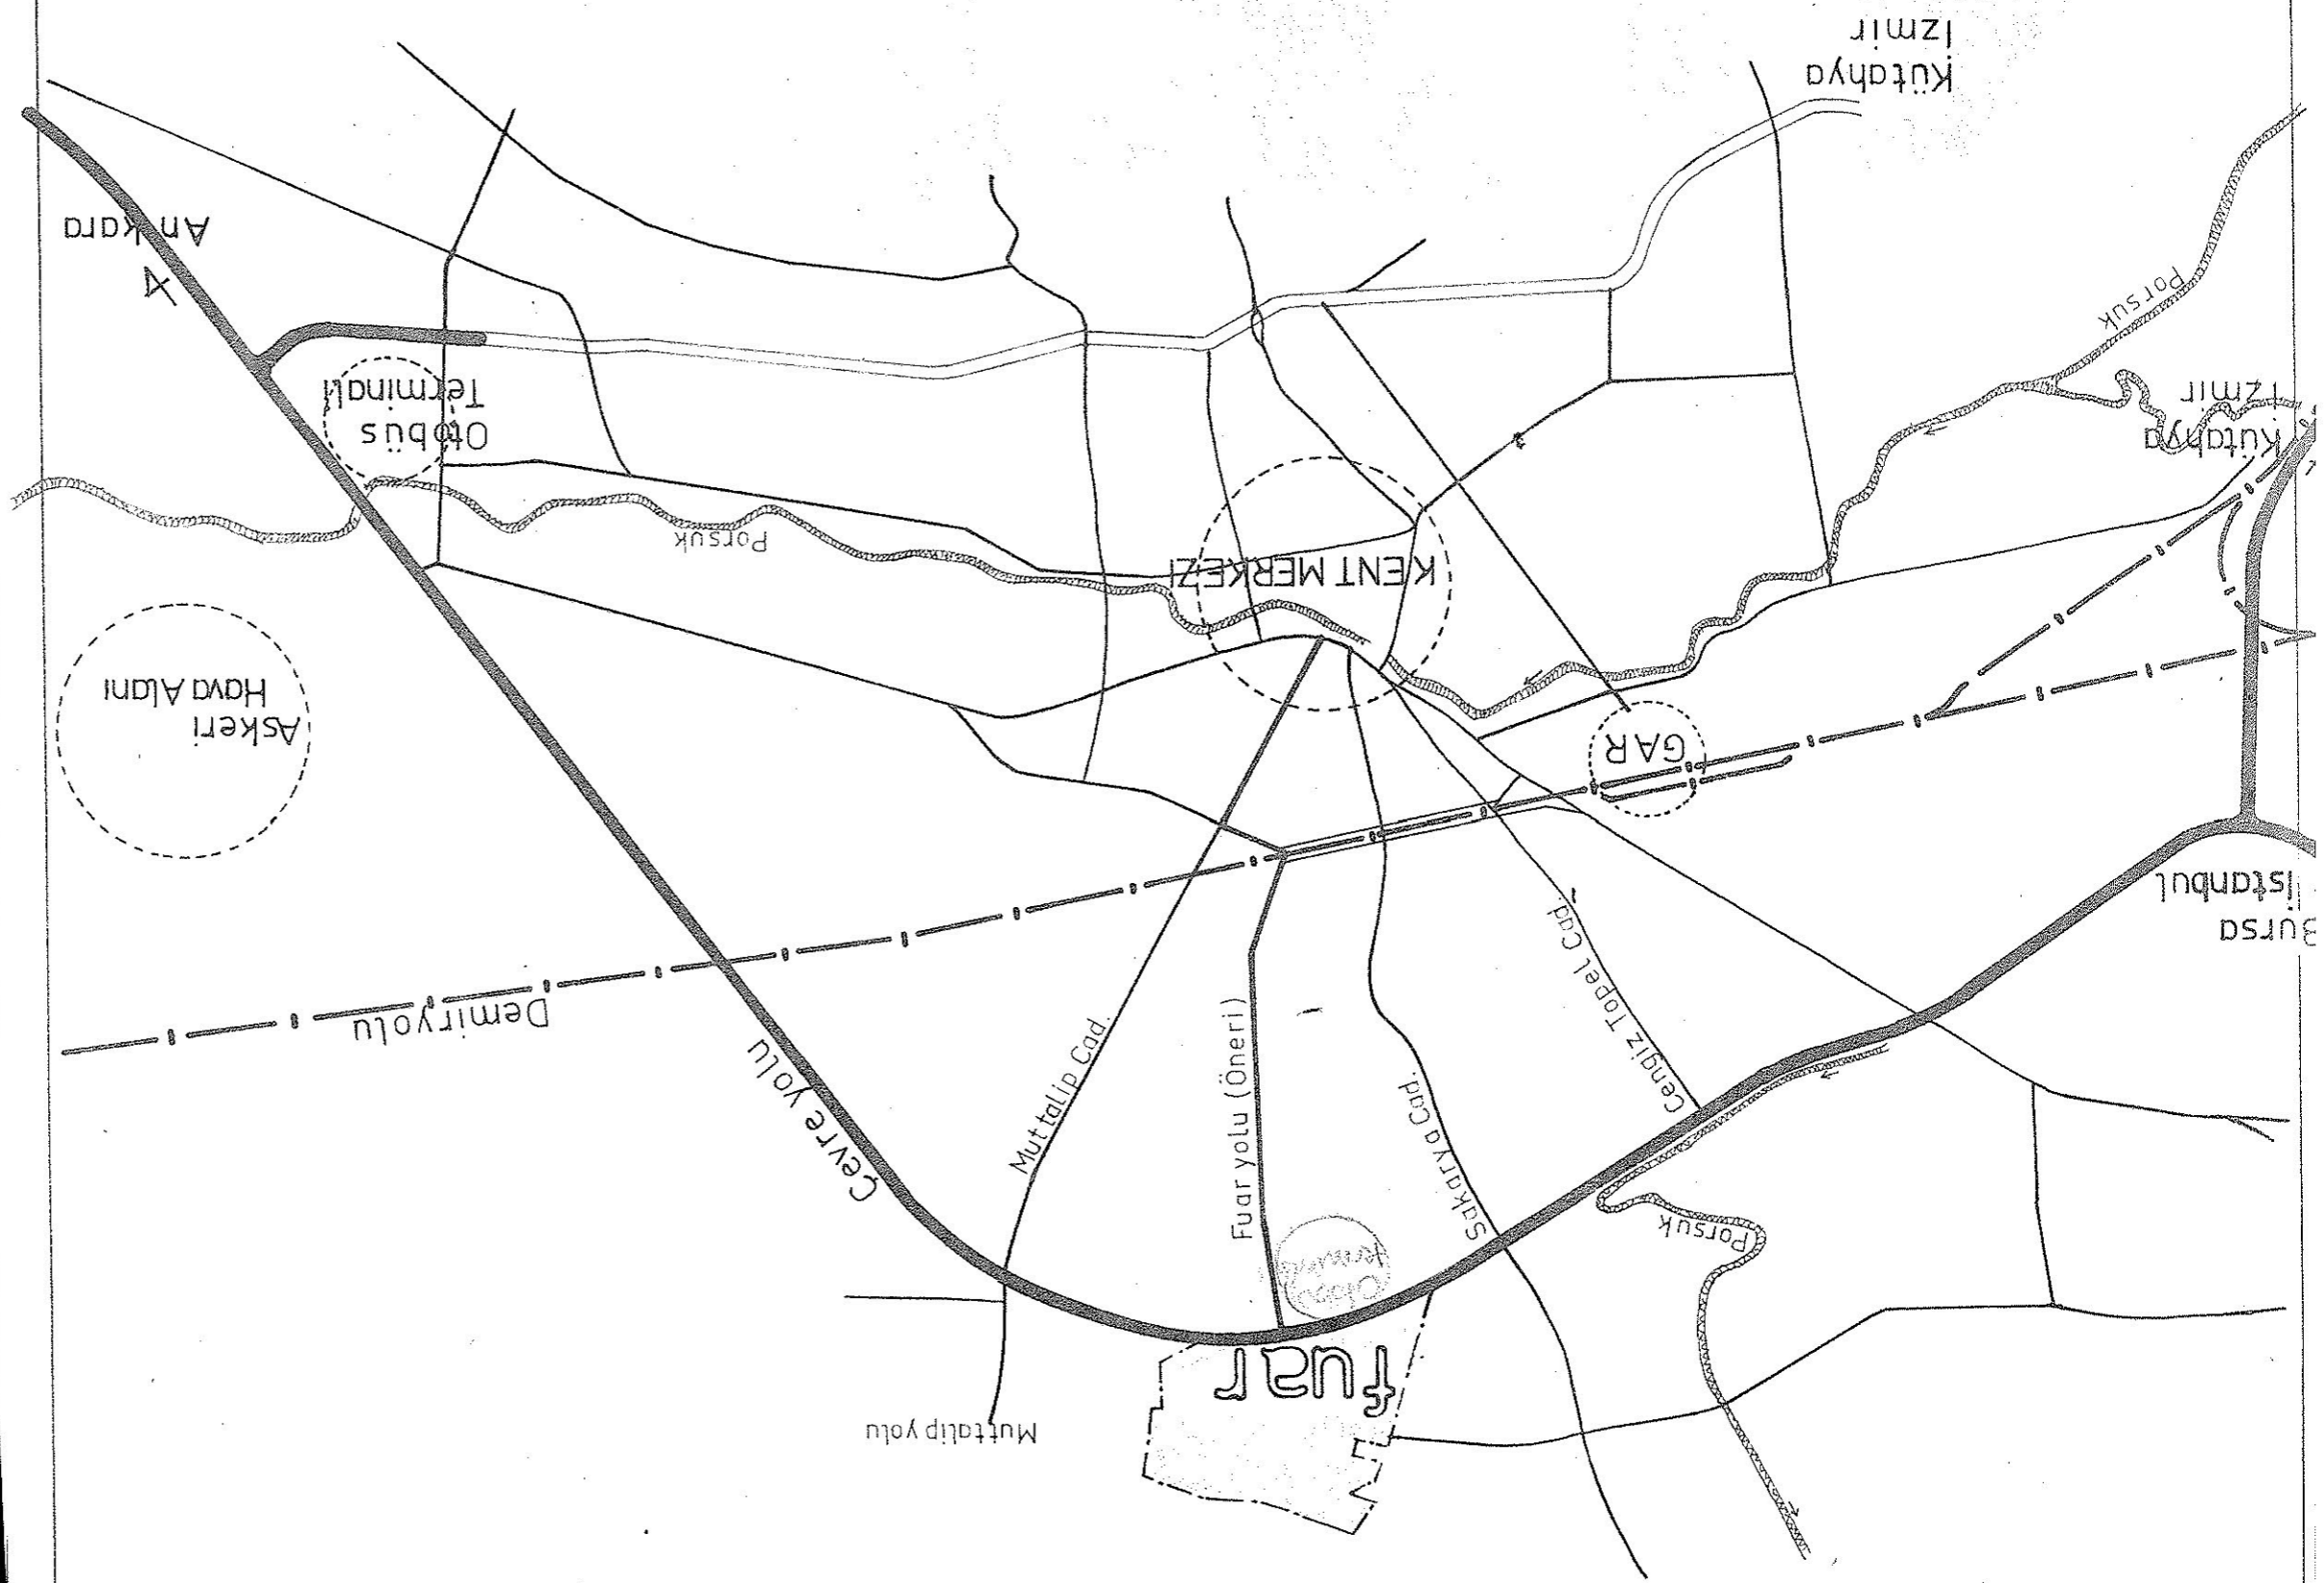 Muttalip yolu
fuar
Porsuk
Sakarya Cad.
Fuar yolu (Öneri)
Muttalip Cad.
Çevre yolu
Cengiz Topel Cad.
Demiryolu
Bursa
İstanbul
GAR
Askeri
Hava Alanı
KENT MERKEZİ
Porsuk
Otobüs
Terminali
Kütahya
İzmir
Porsuk
Ankara
Kütahya
İzmir